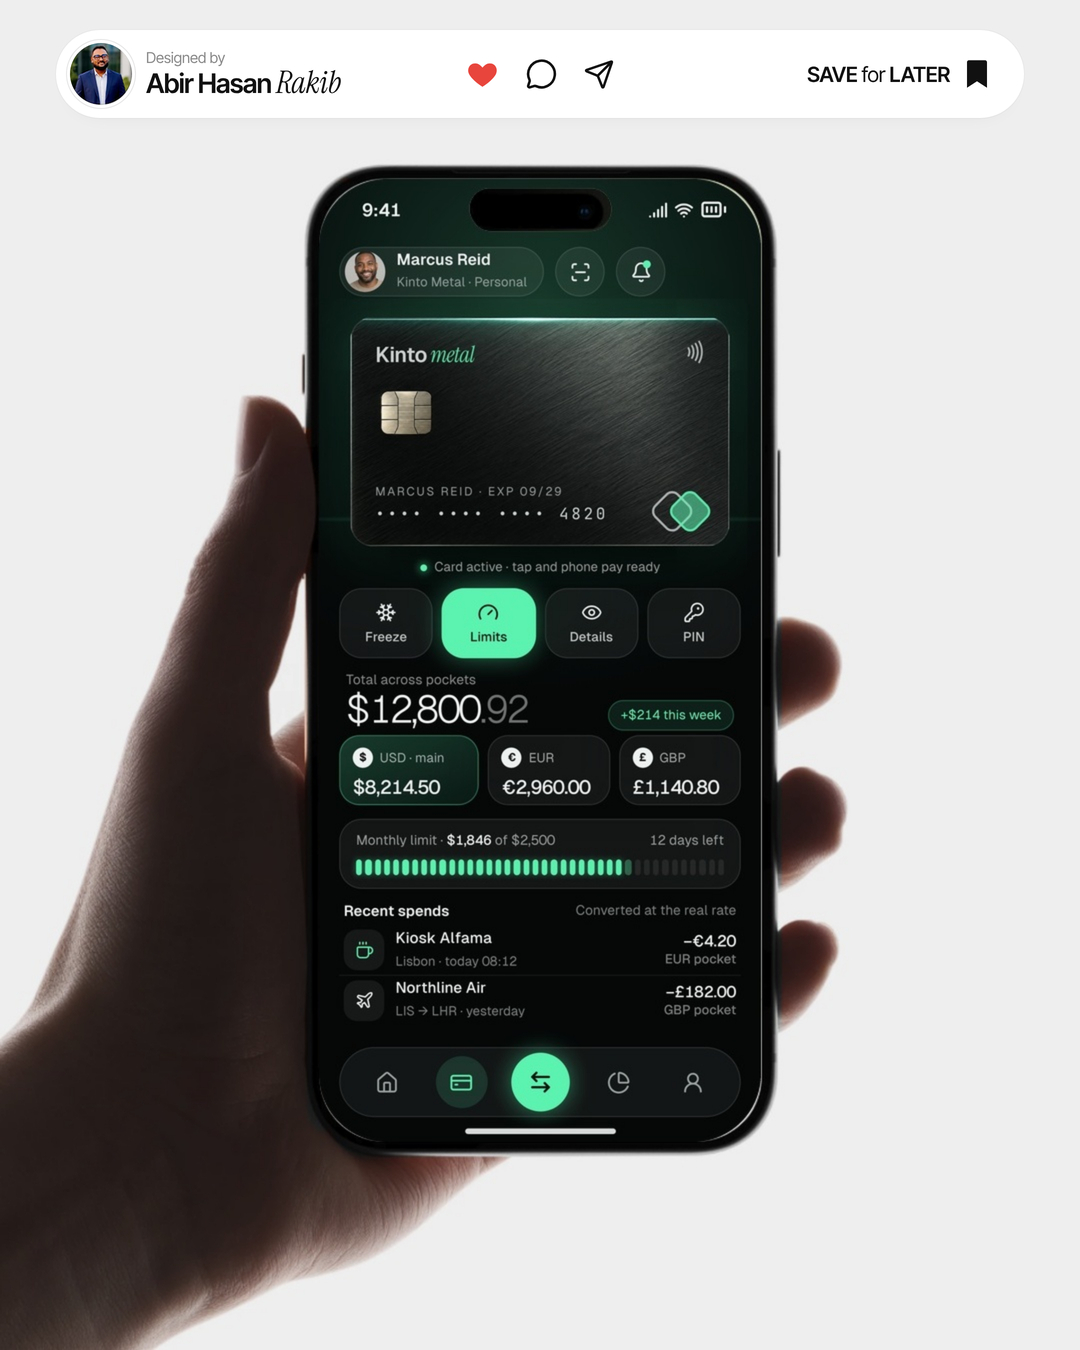 Designed by
Abir Hasan Rakib
SAVE for LATER
9:41
Marcus Reid
Kinto Metal · Personal
Kinto metal
MARCUS REID · EXP 09/29
•••• •••• •••• 4820
Card active · tap and phone pay ready
Freeze
Limits
Details
PIN
Total across pockets
$12,800.92
+$214 this week
$ USD · main
$8,214.50
€ EUR
€2,960.00
£ GBP
£1,140.80
Monthly limit · $1,846 of $2,500
12 days left
Recent spends
Converted at the real rate
Kiosk Alfama
Lisbon · today 08:12
−€4.20
EUR pocket
Northline Air
LIS → LHR · yesterday
−£182.00
GBP pocket